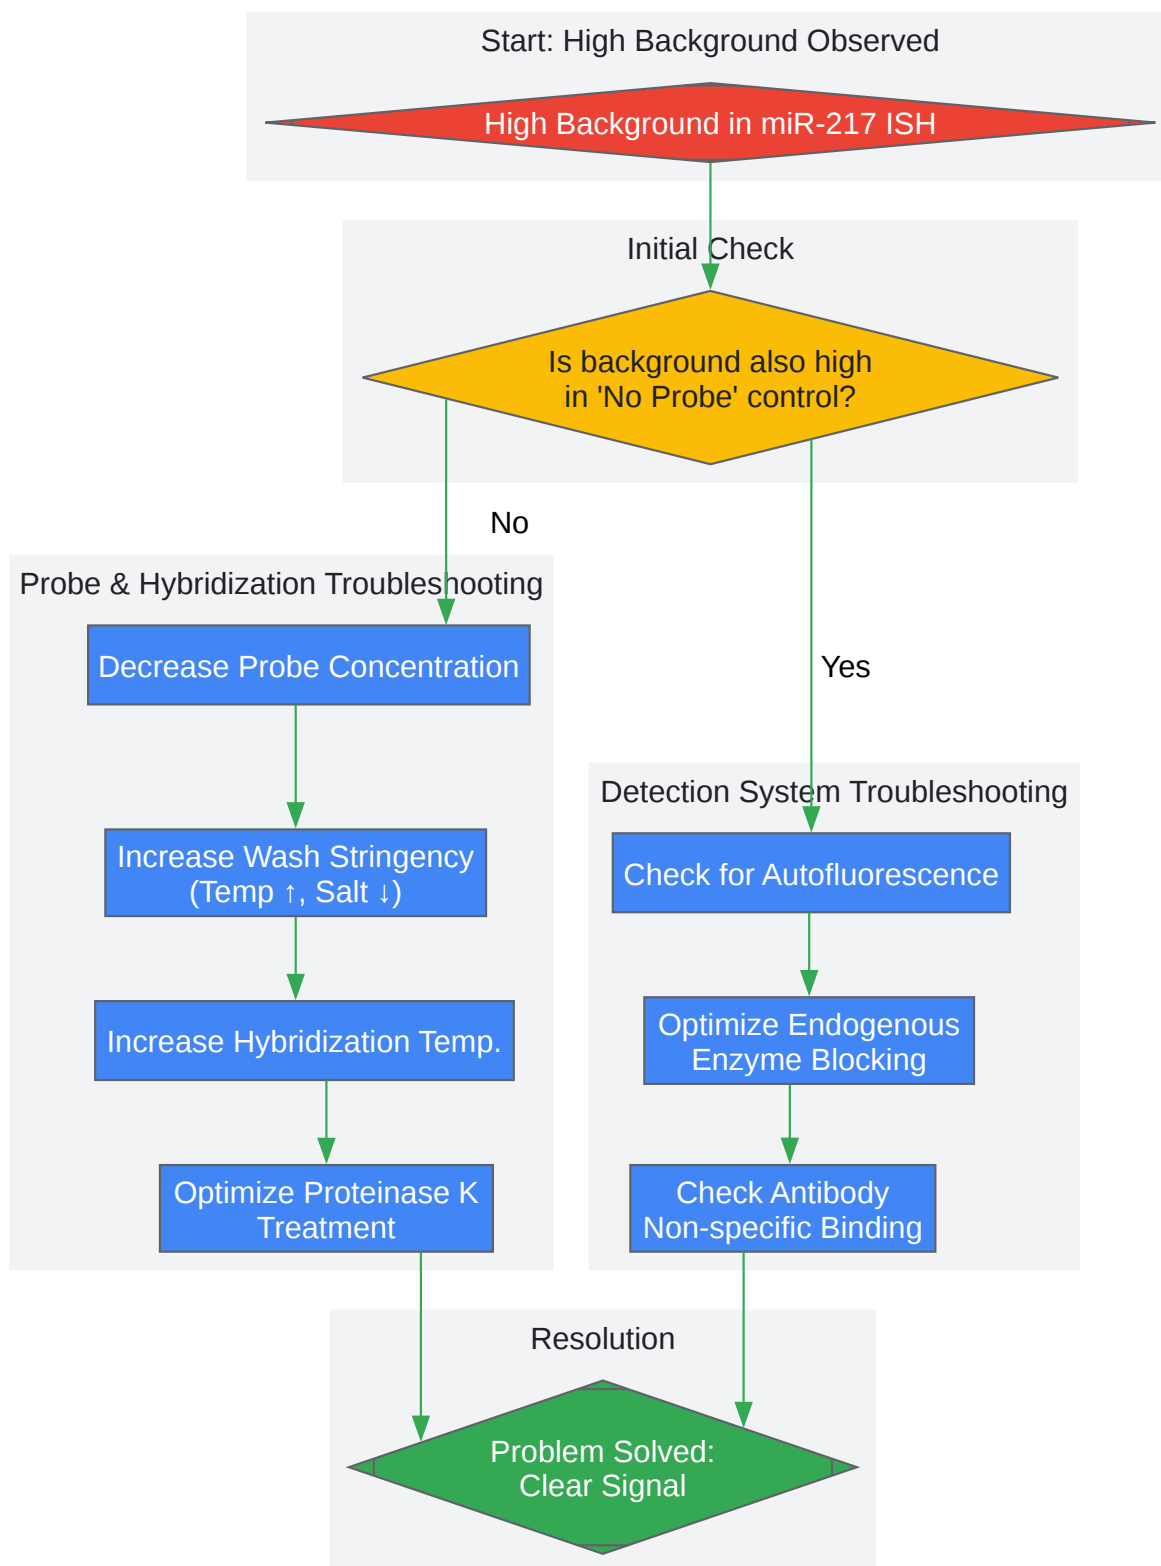 Start: High Background Observed
High Background in miR-217 ISH
Initial Check
Is background also high
in 'No Probe' control?
No
Yes
Probe & Hybridization Troubleshooting
Decrease Probe Concentration
Increase Wash Stringency
(Temp ↑, Salt ↓)
Increase Hybridization Temp.
Optimize Proteinase K
Treatment
Detection System Troubleshooting
Check for Autofluorescence
Optimize Endogenous
Enzyme Blocking
Check Antibody
Non-specific Binding
Resolution
Problem Solved:
Clear Signal